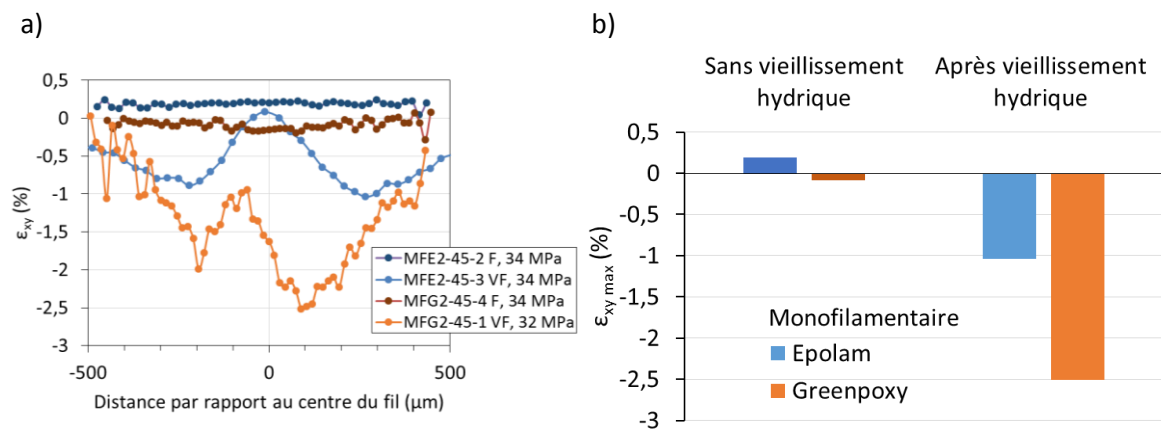 a)
0,5
0
-0,5
-1
-1,5
-2
-2,5
-3
εxy (%)
-500
0
500
Distance par rapport au centre du fil (µm)
MFE2-45-2 F, 34 MPa
MFE2-45-3 VF, 34 MPa
MFG2-45-4 F, 34 MPa
MFG2-45-1 VF, 32 MPa
b)
Sans vieillissement
hydrique
Après vieillissement
hydrique
0,5
0
-0,5
-1
-1,5
-2
-2,5
-3
εxy max (%)
Monofilamentaire
Epolam
Greenpoxy